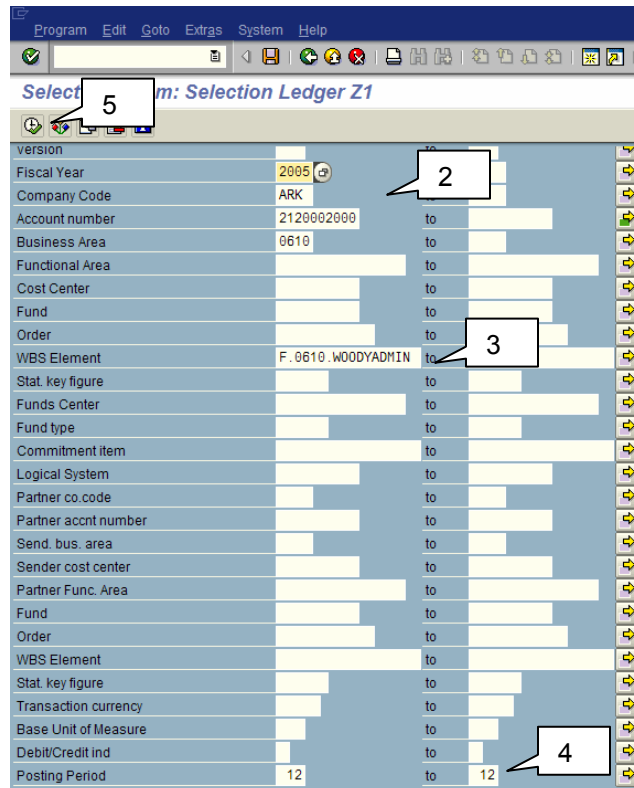 Program Edit Goto Extras System Help
Select m: Selection Ledger Z1
5
Version to
Fiscal Year 2005
2
Company Code ARK to
Account number 2120002000 to
Business Area 0610 to
Functional Area to
Cost Center to
Fund to
Order to
3
WBS Element F.0610.WOODYADMIN to
Stat. key figure to
Funds Center to
Fund type to
Commitment item to
Logical System to
Partner co.code to
Partner accnt number to
Send. bus. area to
Sender cost center to
Partner Func. Area to
Fund to
Order to
WBS Element to
Stat. key figure to
Transaction currency to
Base Unit of Measure to
Debit/Credit ind to
4
Posting Period 12 to 12